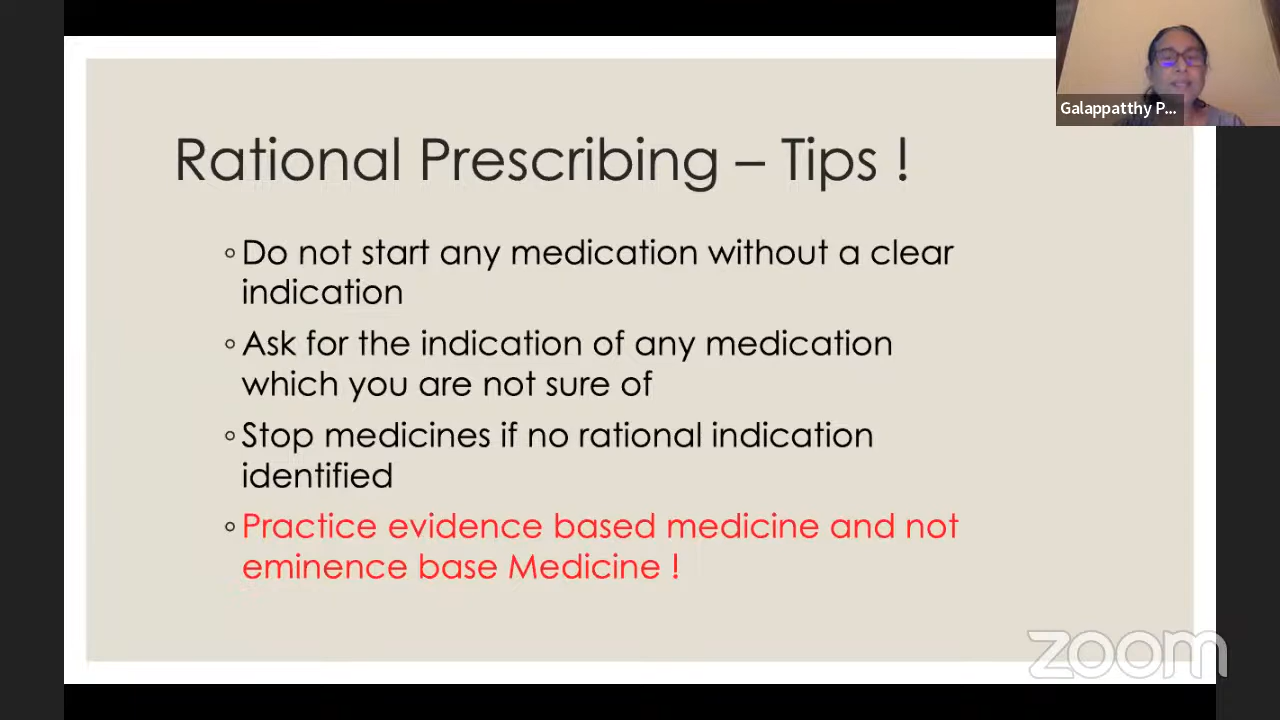 Galappatthy P...
Rational Prescribing – Tips !
◦Do not start any medication without a clear
indication
◦Ask for the indication of any medication
which you are not sure of
◦Stop medicines if no rational indication
identified
◦Practice evidence based medicine and not
eminence base Medicine !
zoom